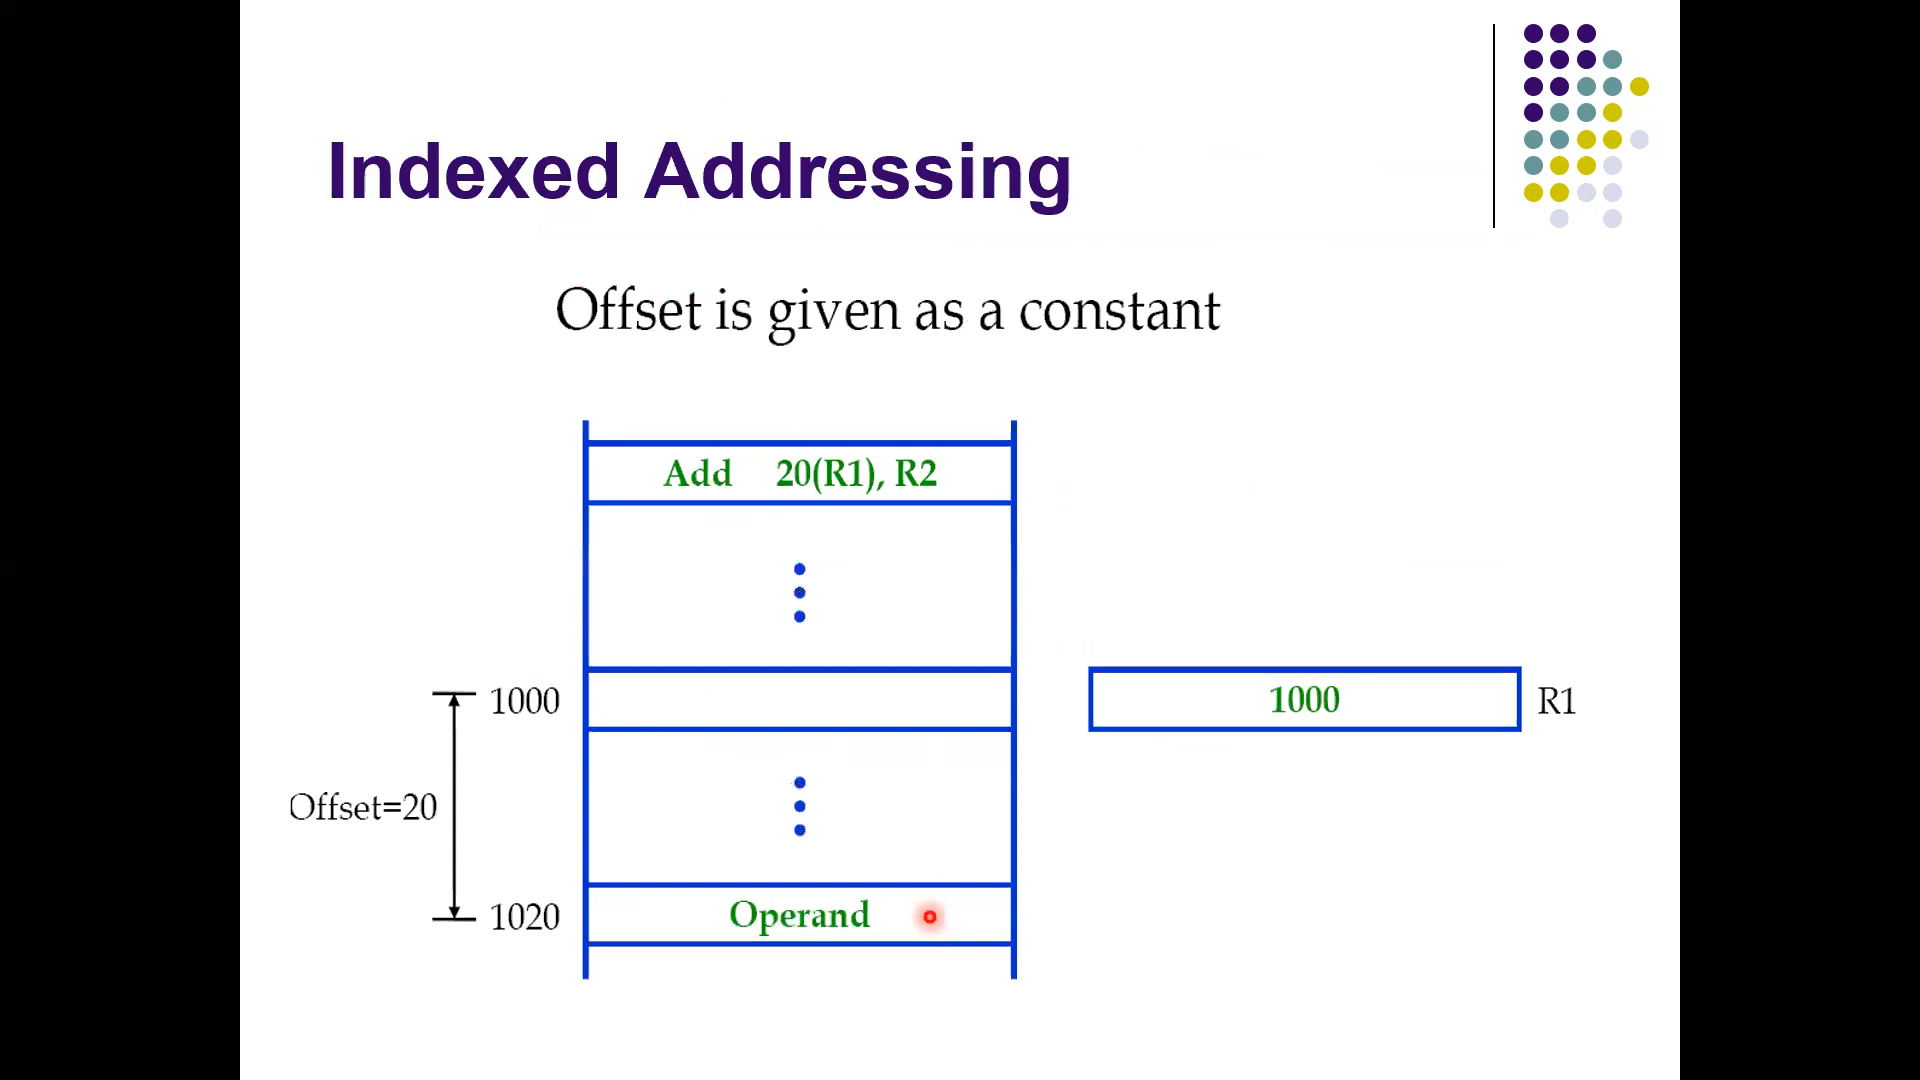 Indexed Addressing
Offset is given as a constant
Add 20(R1), R2
1000
1000 R1
Offset=20
1020
Operand